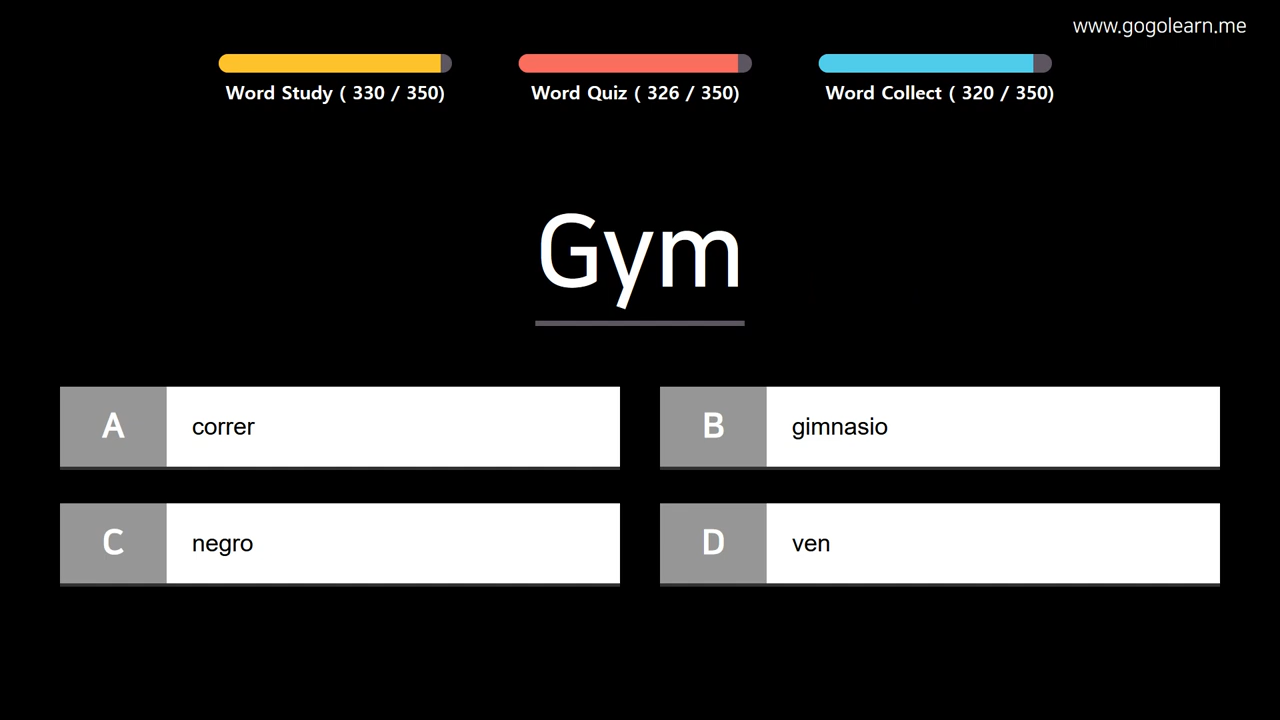 www.gogolearn.me
Word Study ( 330 / 350)
Word Quiz ( 326 / 350)
Word Collect ( 320 / 350)
Gym
A
correr
B
gimnasio
C
negro
D
ven